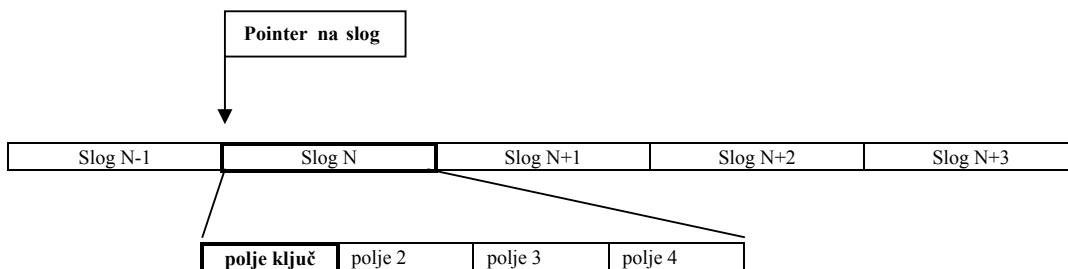 Pointer na slog
Slog N-1 Slog N Slog N+1 Slog N+2 Slog N+3
polje ključ polje 2 polje 3 polje 4